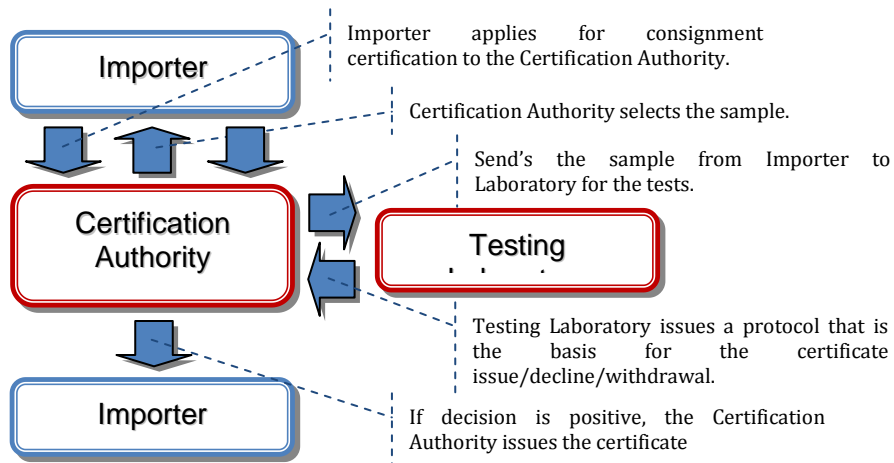 Importer
Importer applies for consignment
certification to the Certification Authority.
Certification Authority selects the sample.
Send's the sample from Importer to
Laboratory for the tests.
Certification
Authority
Testing
Testing Laboratory issues a protocol that is
the basis for the certificate
issue/decline/withdrawal.
Importer
If decision is positive, the Certification
Authority issues the certificate